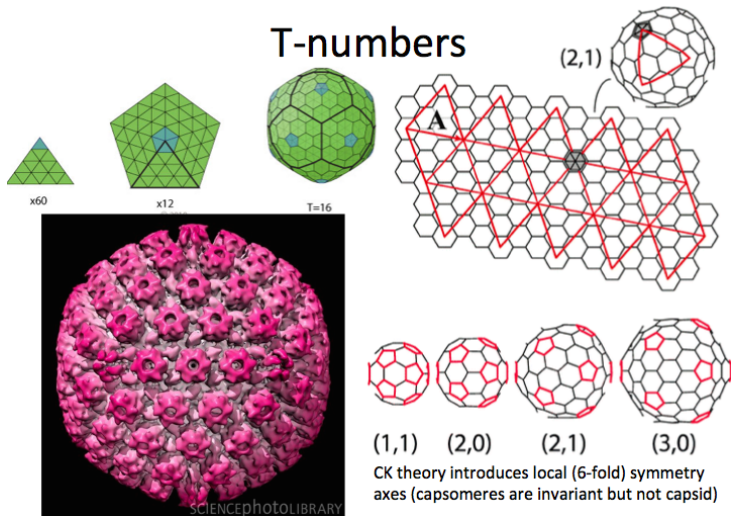 T-numbers
(2,1)
A
x60
x12
T=16
SCIENCEphotoLIBRARY
(1,1) (2,0) (2,1) (3,0)
CK theory introduces local (6-fold) symmetry
axes (capsomeres are invariant but not capsid)